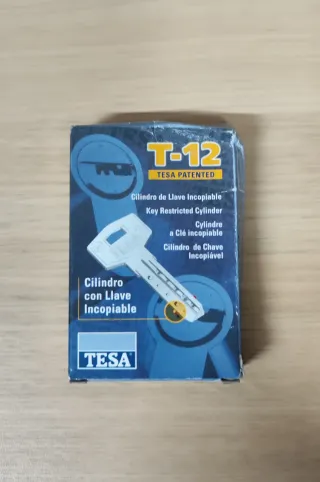 T-12
TESA PATENTED
Cilindro de Llave Incopiable
Key Restricted Cylinder
Cylindre
a Clé incopiable
Cilindro de Chave
Incopiável
Cilindro
con Llave
Incopiable
TESA